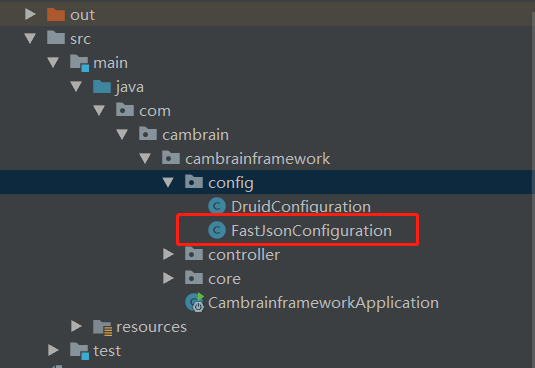 out
src
main
java
com
cambrain
cambrainframework
config
DruidConfiguration
FastJsonConfiguration
controller
core
CambrainframeworkApplication
resources
test